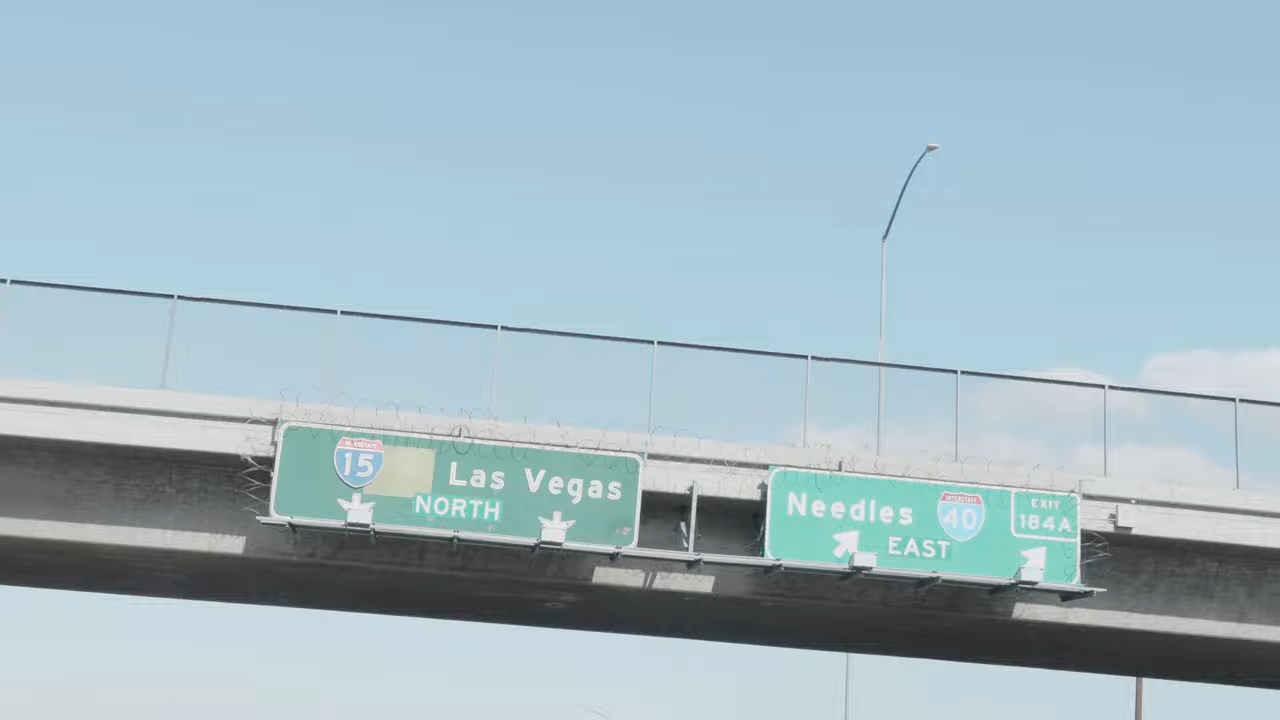 INTERSTATE
15
Las Vegas
NORTH
Needles
INTERSTATE
40
EAST
EXIT
184A